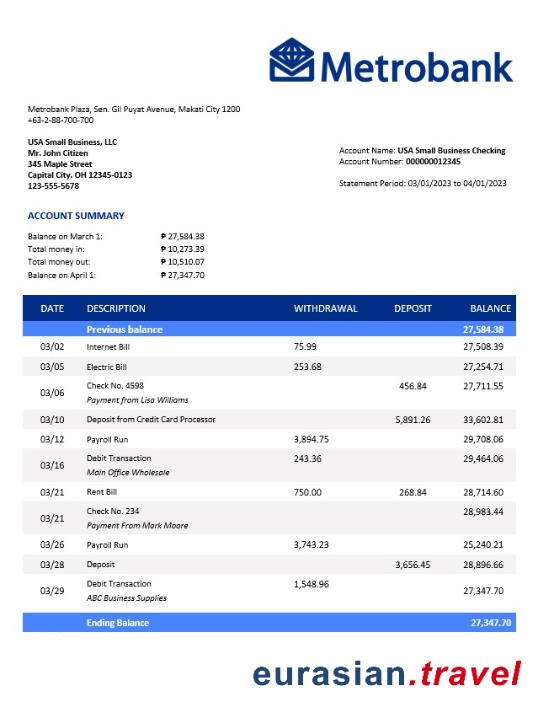 Metrobank
Metrobank Plaza, Sen. Gil Puyat Avenue, Makati City 1200
+63-2-88-700-700
USA Small Business, LLC
Mr. John Citizen
345 Maple Street
Capital City. OH 12345-0123
123-555-5678
Account Name: USA Small Business Checking
Account Number: 000000012345
Statement Period: 03/01/2023 to 04/01/2023
ACCOUNT SUMMARY
Balance on March 1: ₱ 27,584.38
Total money in: ₱ 10,273.39
Total money out: ₱ 10,510.07
Balance on April 1: ₱ 27,347.70
DATE DESCRIPTION WITHDRAWAL DEPOSIT BALANCE
Previous balance 27,584.38
03/02 Internet Bill 75.99 27,508.39
03/05 Electric Bill 253.68 27,254.71
03/06 Check No. 4598 456.84 27,711.55
Payment from Lisa Williams
03/10 Deposit from Credit Card Processor 5,891.26 33,602.81
03/12 Payroll Run 3,894.75 29,708.06
03/16 Debit Transaction 243.36 29,464.06
Main Office Wholesale
03/21 Rent Bill 750.00 268.84 28,714.60
03/21 Check No. 234 28,983.44
Payment From Mark Moore
03/26 Payroll Run 3,743.23 25,240.21
03/28 Deposit 3,656.45 28,896.66
03/29 Debit Transaction 1,548.96 27,347.70
ABC Business Supplies
Ending Balance 27,347.70
eurasian.travel